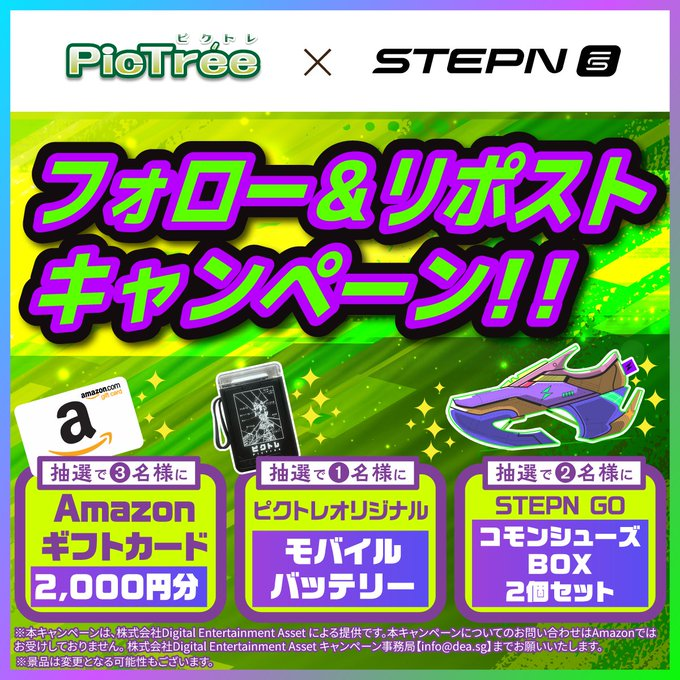 ピクトレ
PicTrée × STEPN
フォロー&リポスト
キャンペーン!!
amazon.com
gift card
a
ピクトレ
抽選で3名様に
Amazon
ギフトカード
2,000円分
抽選で1名様に
ピクトレオリジナル
モバイル
バッテリー
抽選で2名様に
STEPN GO
コモンシューズ
BOX
2個セット
※本キャンペーンは、株式会社Digital Entertainment Asset による提供です。本キャンペーンについてのお問い合わせはAmazonでは
お受けしておりません。株式会社Digital Entertainment Asset キャンペーン事務局【info@dea.sg】までお願いいたします。
※景品は変更となる可能性もございます。